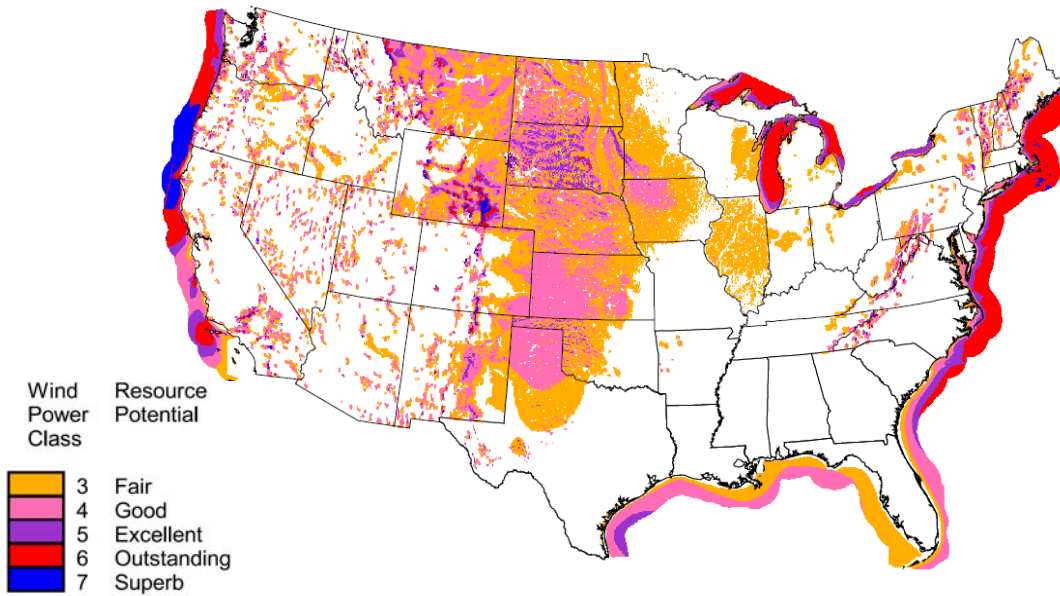 Wind Resource
Power Potential
Class
3 Fair
4 Good
5 Excellent
6 Outstanding
7 Superb